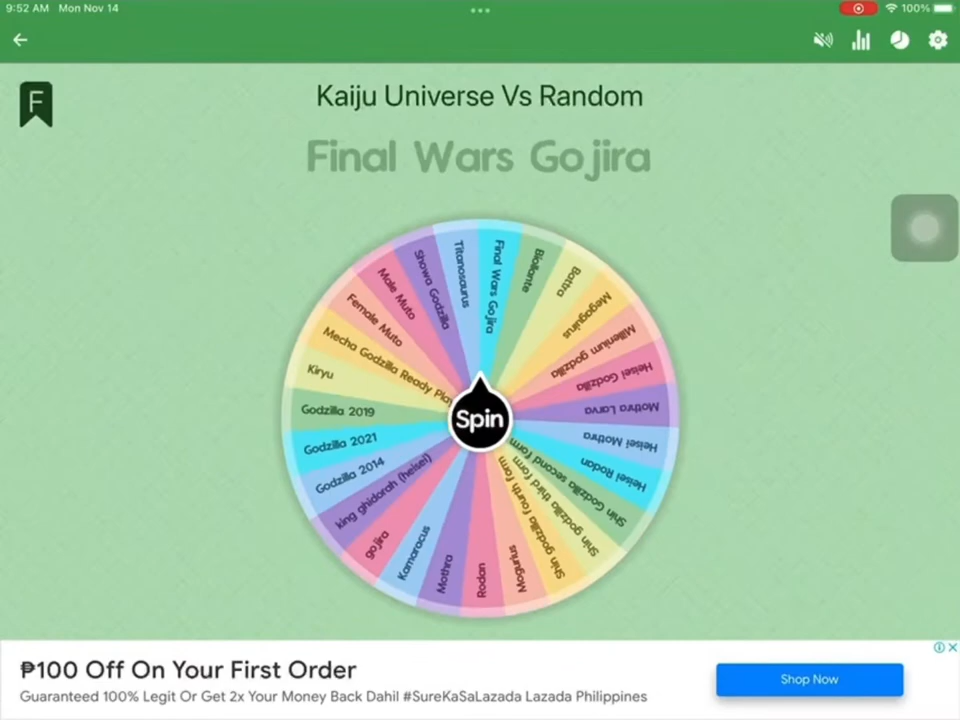 9:52 AM Mon Nov 14
100%
F
Kaiju Universe Vs Random
Final Wars Gojira
Final Wars Gojira
Biollante
Battra
Megaguirus
Millenium godzilla
Heisei Godzilla
Mothra Larva
Heisei Mothra
Heisei Rodan
Shin Godzilla second form
Shin godzilla third form
Shin godzilla fourth form
Mogurius
Rodan
Mothra
Kamaracus
gojira
king ghidorah (heisei)
Godzilla 2014
Godzilla 2021
Godzilla 2019
Kiryu
Mecha Godzilla Ready Play
Female Muto
Male Muto
Showa Godzilla
Titanosaurus
Spin
₱100 Off On Your First Order
Guaranteed 100% Legit Or Get 2x Your Money Back Dahil #SureKaSaLazada Lazada Philippines
Shop Now